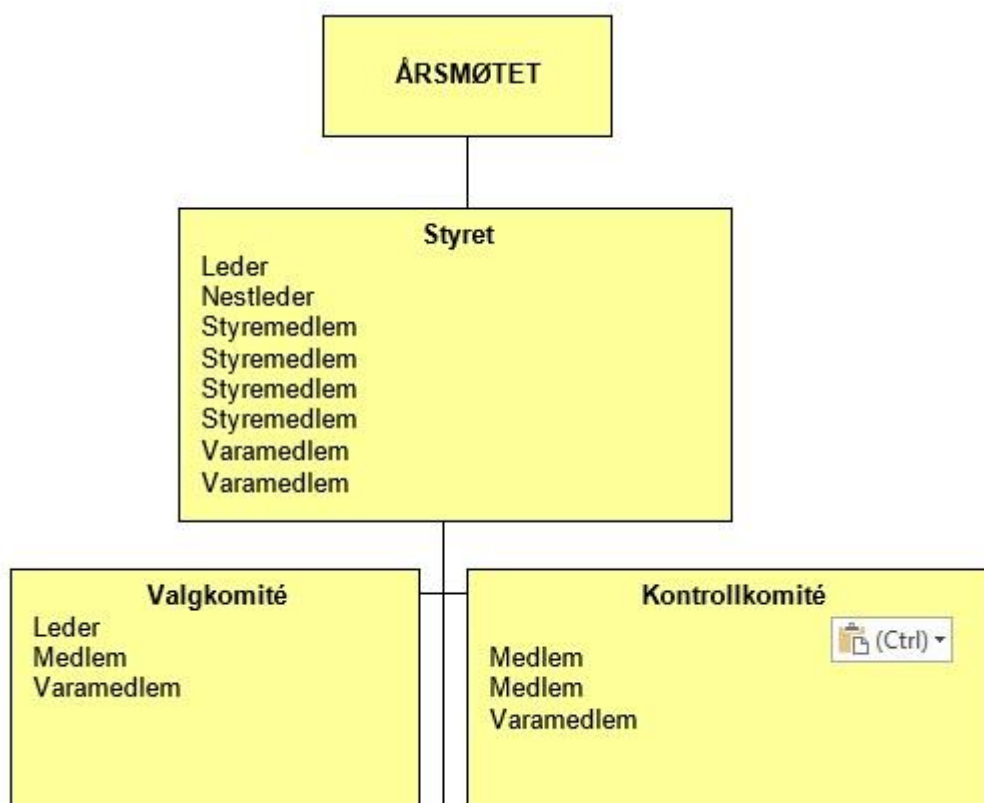 ÅRSMØTET
Styret
Leder
Nestleder
Styremedlem
Styremedlem
Styremedlem
Styremedlem
Varamedlem
Varamedlem
Valgkomité
Leder
Medlem
Varamedlem
Kontrollkomité
(Ctrl)
Medlem
Medlem
Varamedlem